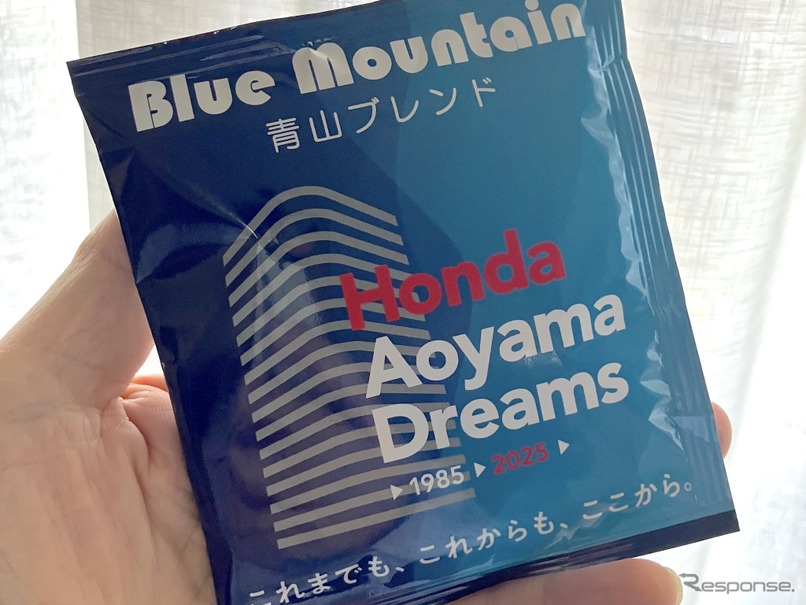 Blue Mountain
青山ブレンド
Honda
Aoyama
Dreams
▶1985▶2025▶
これまでも、これからも、ここから。
Response.